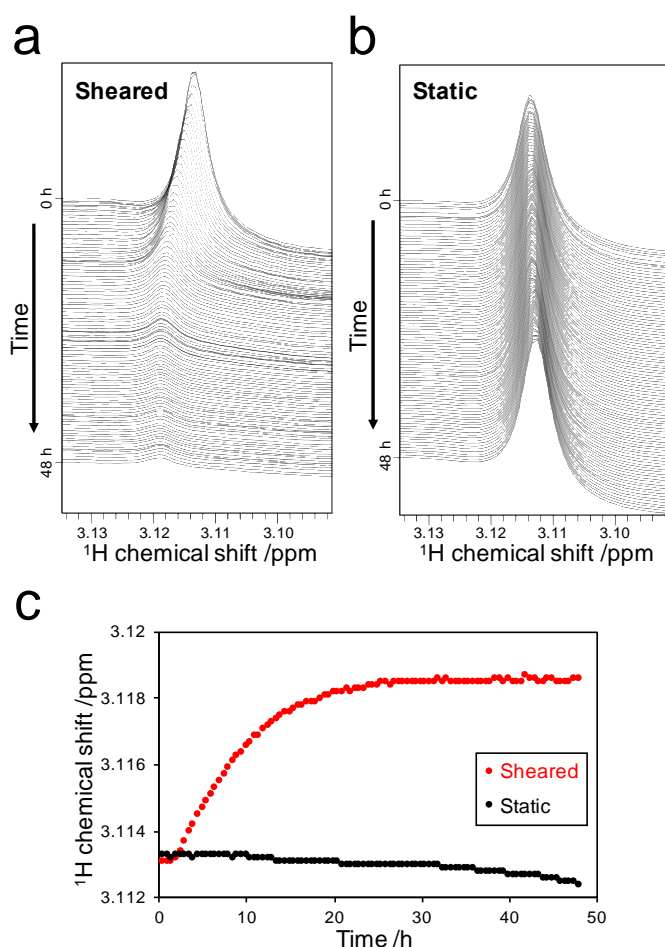 a
Sheared
0 h
Time
48 h
3.13 3.12 3.11 3.10
¹H chemical shift /ppm
b
Static
0 h
Time
48 h
3.13 3.12 3.11 3.10
¹H chemical shift /ppm
c
3.12
3.118
3.116
3.114
3.112
¹H chemical shift /ppm
Sheared
Static
0 10 20 30 40 50
Time /h